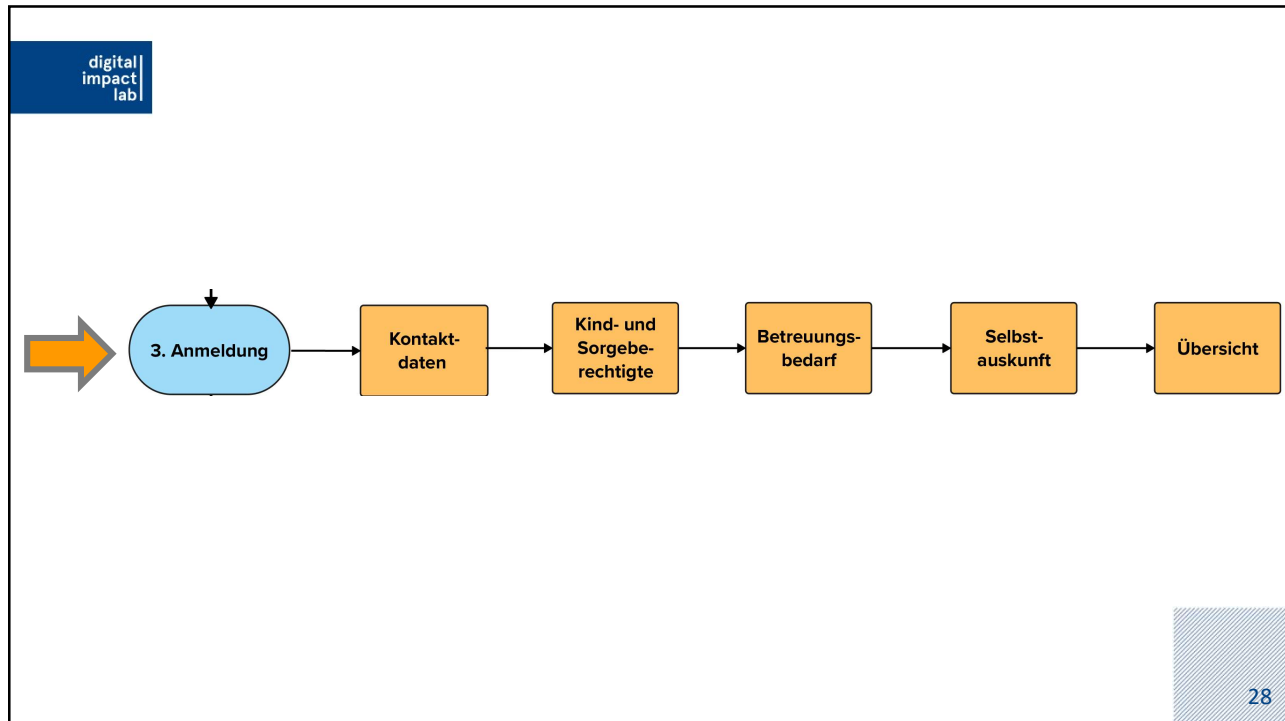 digital
impact
lab
3. Anmeldung
Kontakt-
daten
Kind- und
Sorgebe-
rechtigte
Betreuungs-
bedarf
Selbst-
auskunft
Übersicht
28